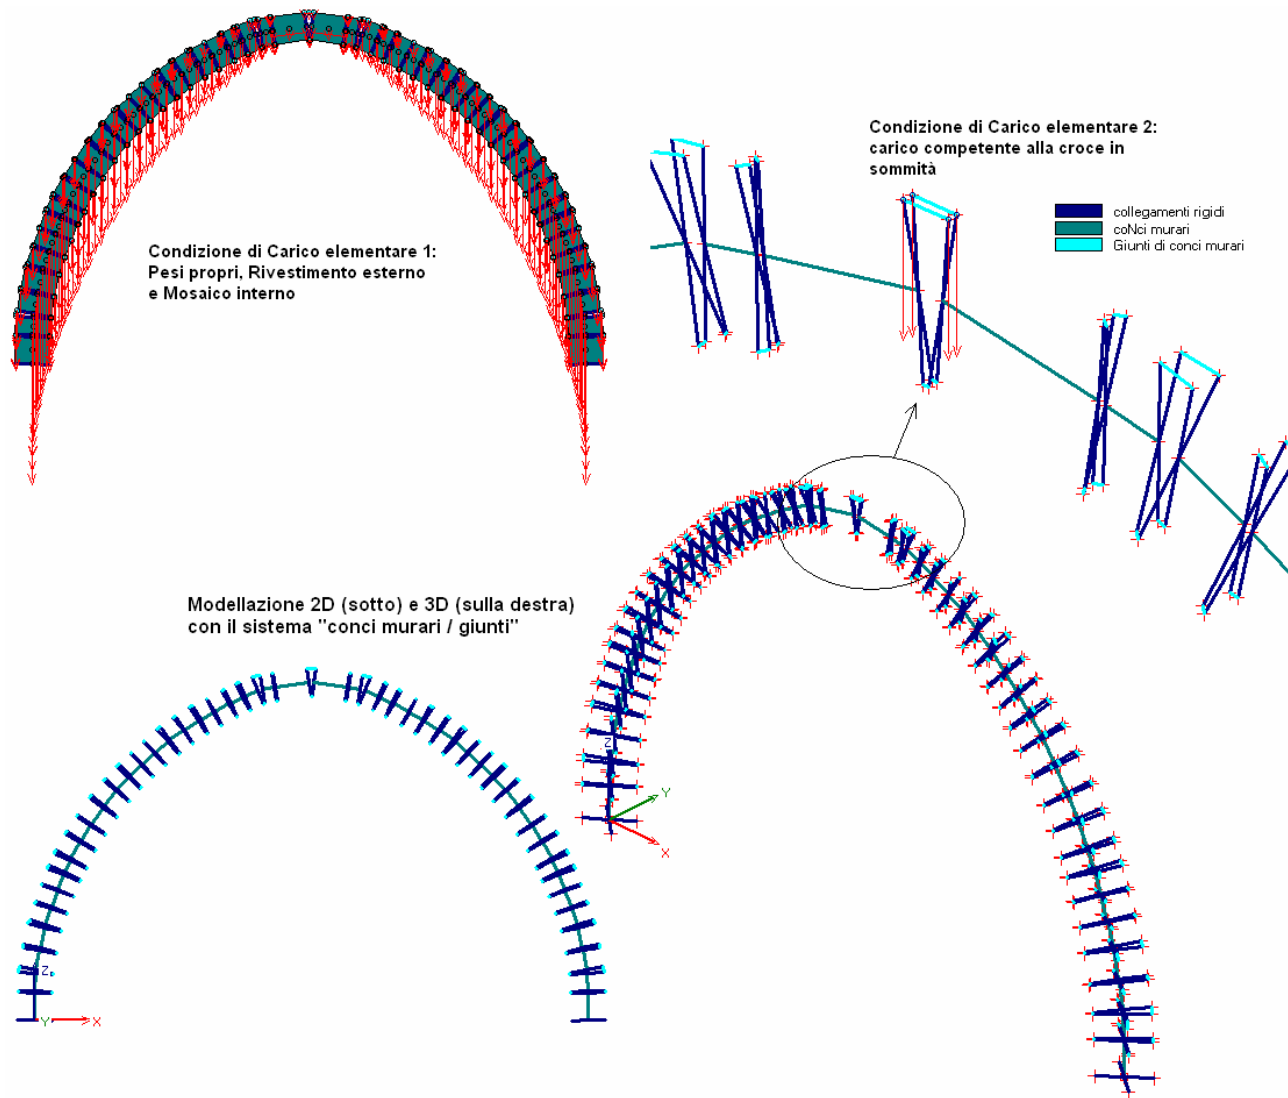 Condizione di Carico elementare 2:
carico competente alla croce in
sommità
collegamenti rigidi
coNci murari
Giunti di conci murari
Condizione di Carico elementare 1:
Pesi propri, Rivestimento esterno
e Mosaico interno
Modellazione 2D (sotto) e 3D (sulla destra)
con il sistema "conci murari / giunti"
Z
Y
X
Z
Y
X